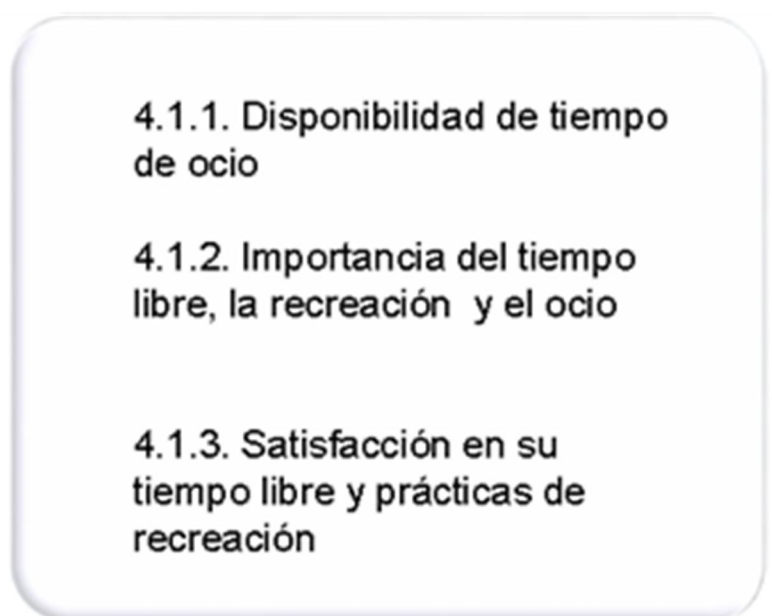 4.1.1. Disponibilidad de tiempo
de ocio
4.1.2. Importancia del tiempo
libre, la recreación  y el ocio
4.1.3. Satisfacción en su
tiempo libre y prácticas de
recreación